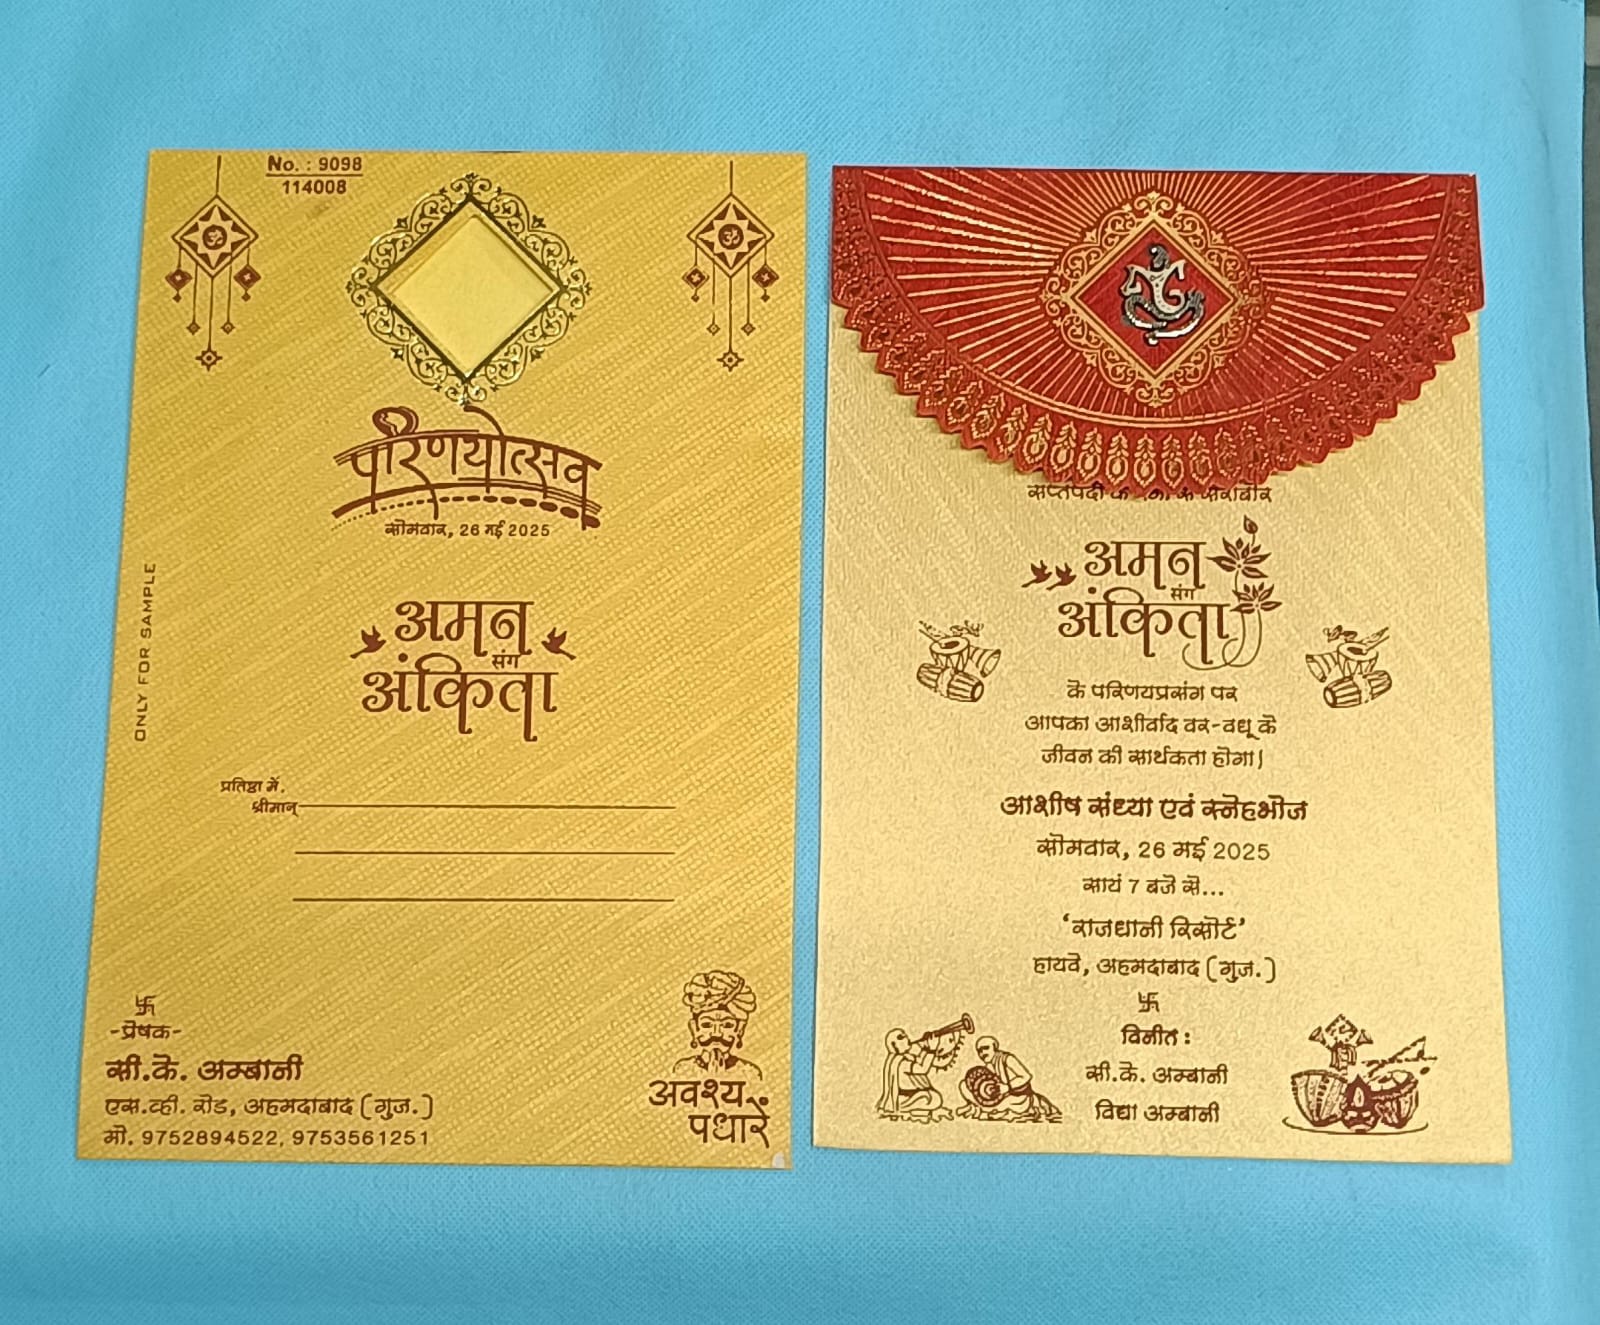 No. : 9098
114008
परिणयोत्सव
सोमवार, 26 मई 2025
ONLY FOR SAMPLE
अमन
संग
अंकिता
प्रतिष्ठा में.
श्रीमान्
卐
-प्रेषक-
सी.के. अम्बानी
एस.व्ही. रोड, अहमदाबाद (गुज.)
मो. 9752894522, 9753561251
अवश्य
पधारें
सप्तपदी के
अमन
संग
अंकिता
के परिणयप्रसंग पर
आपका आशीर्वाद वर-वधू के
जीवन की सार्थकता होगा।
आशीष संध्या एवं स्नेहभोज
सोमवार, 26 मई 2025
सायं 7 बजे से...
‘राजधानी रिसोर्ट’
हायवे, अहमदाबाद (गुज.)
卐
विनीत :
सी.के. अम्बानी
विद्या अम्बानी